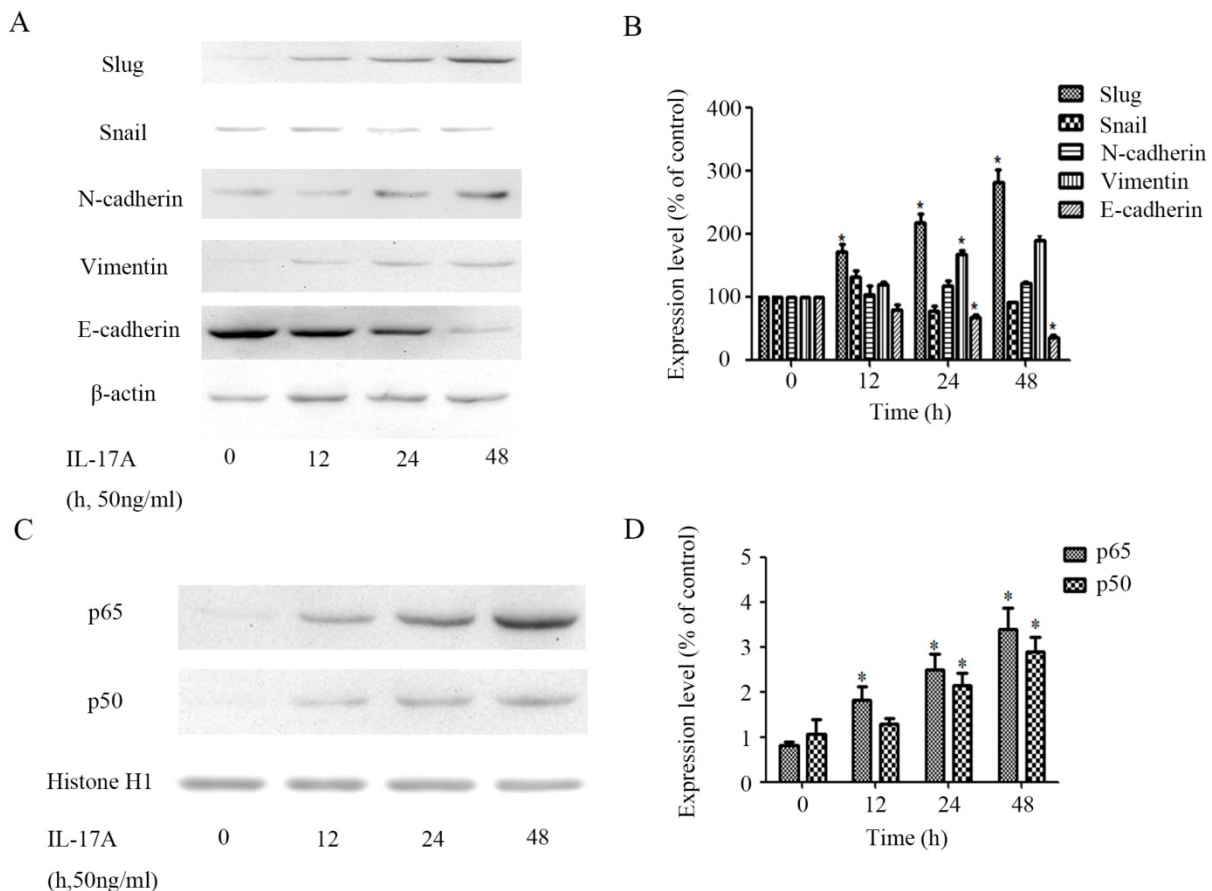 A
Slug
Snail
N-cadherin
Vimentin
E-cadherin
β-actin
IL-17A 0 12 24 48
(h, 50ng/ml)
B
Expression level (% of control)
400
300
200
100
0
* * * * * *
0 12 24 48
Time (h)
Slug
Snail
N-cadherin
Vimentin
E-cadherin
C
p65
p50
Histone H1
IL-17A 0 12 24 48
(h,50ng/ml)
D
Expression level (% of control)
5
4
3
2
1
0
* * * * *
0 12 24 48
Time (h)
p65
p50